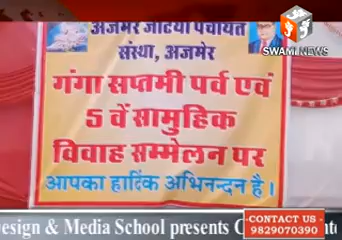 अजमेर जाटिया पंचायत
संस्था, अजमेर
SWAMI NEWS
गंगा सप्तमी पर्व एवं
5 वें सामुहिक
विवाह सम्मेलन पर
आपका हार्दिक अभिनन्दन है।
esign & Media School presents C
CONTACT US -
9829070390